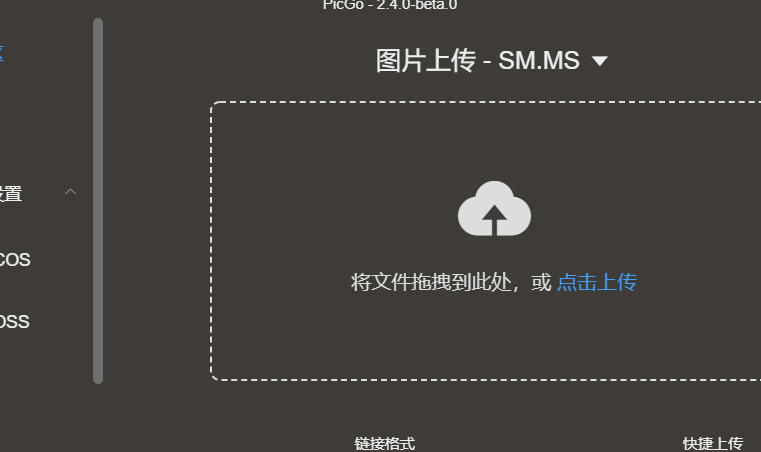 PicGo - 2.4.0-beta.0
图片上传 - SM.MS
区
设置
COS
OSS
将文件拖拽到此处，或 点击上传
链接格式
快捷上传